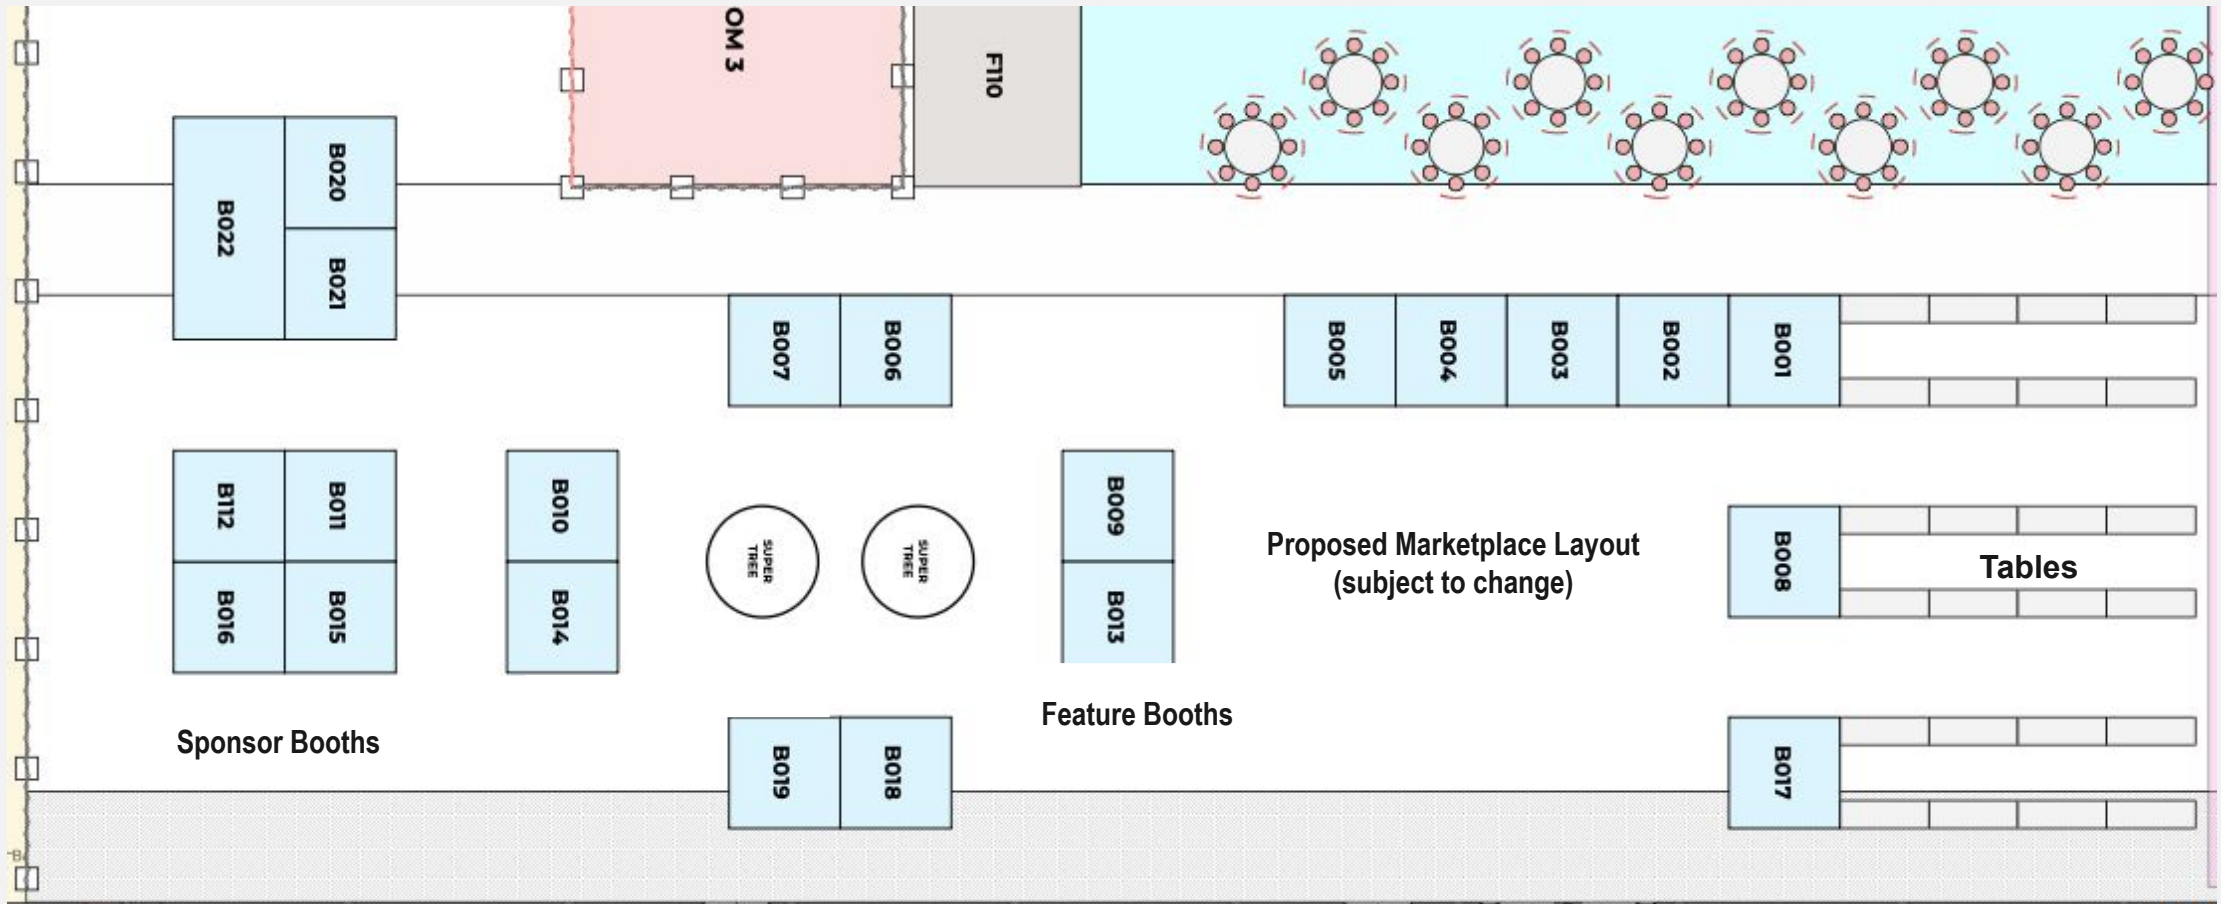 OM 3
F110
B020
B022
B021
B007
B006
B005
B004
B003
B002
B001
B112
B011
B010
B009
SUPER
TREE
SUPER
TREE
Proposed Marketplace Layout
(subject to change)
B008
Tables
B016
B015
B014
B013
Feature Booths
Sponsor Booths
B019
B018
B017
B